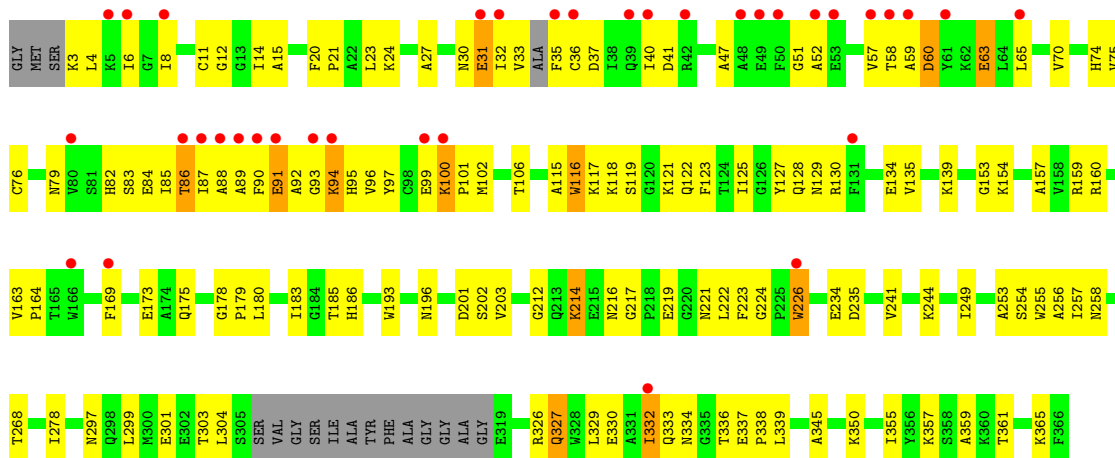 GLY MET SER K3 L4 K5 I6 G7 I8 C11 G12 G13 I14 A15 F20 P21 A22 L23 K24 A27 N30 E31 I32 V33 ALA F35 C36 D37 I38 Q39 I40 D41 R42 A47 A48 E49 F50 G51 A52 E53 V57 T58 A59 D60 Y61 K62 E63 L64 L65 V70 H74 V75
C76 N79 V80 S81 H82 S83 E84 I85 T86 I87 A88 A89 F90 E91 A92 G93 K94 H95 V96 Y97 C98 E99 K100 P101 M102 T106 A115 W116 K117 K118 S119 G120 K121 Q122 F123 T124 I125 G126 Y127 Q128 N129 R130 F131 E134 V135 K139 G153 K154 A157 V158 R159 R160
V163 P164 T165 W166 F169 E173 A174 Q175 G178 P179 L180 I183 G184 T185 H186 W193 N196 D201 S202 V203 G212 Q213 K214 E215 N216 G217 P218 E219 G220 N221 L222 F223 G224 P225 W226 E234 D235 V241 K244 I249 A253 S254 W255 A256 I257 N258
T268 I278 N297 Q298 L299 M300 E301 E302 T303 L304 S305 SER VAL GLY SER ILE ALA TYR PHE ALA GLY GLY ALA GLY E319 R326 Q327 W328 L329 E330 A331 I332 Q333 N334 G335 T336 E337 P338 L339 A345 K350 I355 Y356 K357 S358 A359 K360 T361 K365 F366